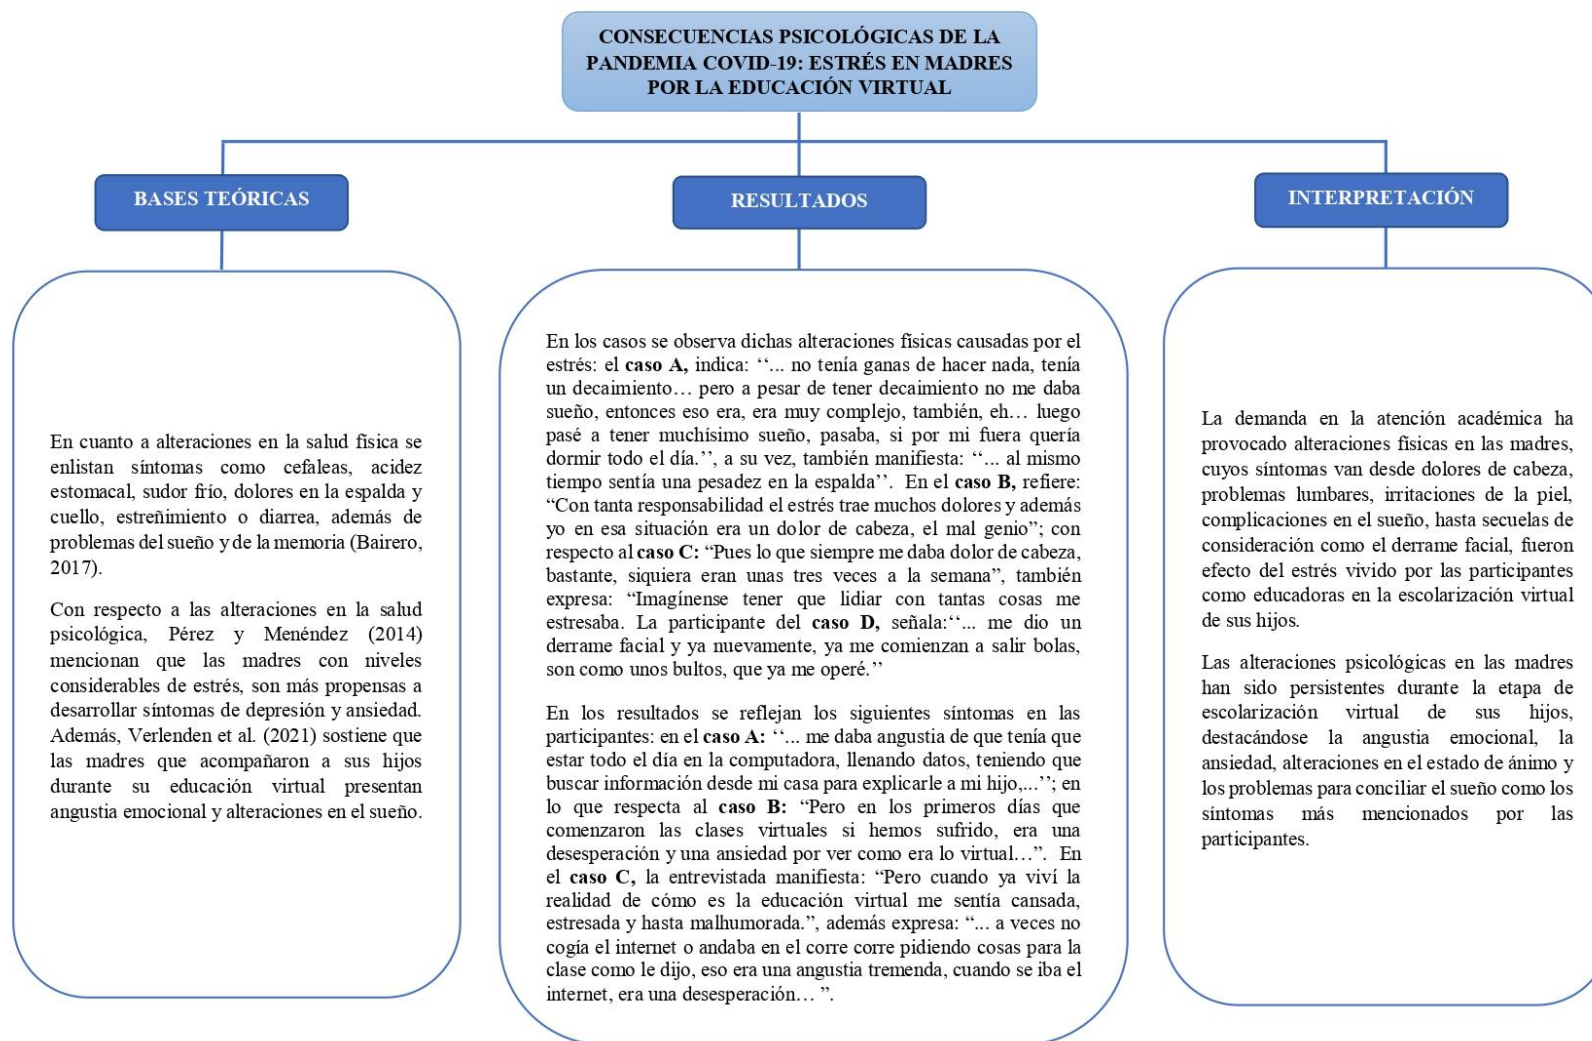 CONSECUENCIAS PSICOLÓGICAS DE LA
PANDEMIA COVID-19: ESTRÉS EN MADRES
POR LA EDUCACIÓN VIRTUAL
BASES TEÓRICAS
En cuanto a alteraciones en la salud física se
enlistan síntomas como cefaleas, acidez
estomacal, sudor frío, dolores en la espalda y
cuello, estreñimiento o diarrea, además de
problemas del sueño y de la memoria (Bairero,
2017).
Con respecto a las alteraciones en la salud
psicológica, Pérez y Menéndez (2014)
mencionan que las madres con niveles
considerables de estrés, son más propensas a
desarrollar síntomas de depresión y ansiedad.
Además, Verlenden et al. (2021) sostiene que
las madres que acompañaron a sus hijos
durante su educación virtual presentan
angustia emocional y alteraciones en el sueño.
RESULTADOS
En los casos se observa dichas alteraciones físicas causadas por el
estrés: el caso A, indica: ‘‘... no tenía ganas de hacer nada, tenía
un decaimiento… pero a pesar de tener decaimiento no me daba
sueño, entonces eso era, era muy complejo, también, eh… luego
pasé a tener muchísimo sueño, pasaba, si por mi fuera quería
dormir todo el día.’’, a su vez, también manifiesta: ‘‘... al mismo
tiempo sentía una pesadez en la espalda’’. En el caso B, refiere:
“Con tanta responsabilidad el estrés trae muchos dolores y además
yo en esa situación era un dolor de cabeza, el mal genio”; con
respecto al caso C: “Pues lo que siempre me daba dolor de cabeza,
bastante, siquiera eran unas tres veces a la semana”, también
expresa: “Imagínense tener que lidiar con tantas cosas me
estresaba. La participante del caso D, señala:‘‘... me dio un
derrame facial y ya nuevamente, ya me comienzan a salir bolas,
son como unos bultos, que ya me operé.’’
En los resultados se reflejan los siguientes síntomas en las
participantes: en el caso A: ‘‘... me daba angustia de que tenía que
estar todo el día en la computadora, llenando datos, teniendo que
buscar información desde mi casa para explicarle a mi hijo,...’’; en
lo que respecta al caso B: “Pero en los primeros días que
comenzaron las clases virtuales si hemos sufrido, era una
desesperación y una ansiedad por ver como era lo virtual…”. En
el caso C, la entrevistada manifiesta: “Pero cuando ya viví la
realidad de cómo es la educación virtual me sentía cansada,
estresada y hasta malhumorada.”, además expresa: “... a veces no
cogía el internet o andaba en el corre corre pidiendo cosas para la
clase como le dijo, eso era una angustia tremenda, cuando se iba el
internet, era una desesperación… ”.
INTERPRETACIÓN
La demanda en la atención académica ha
provocado alteraciones físicas en las madres,
cuyos síntomas van desde dolores de cabeza,
problemas lumbares, irritaciones de la piel,
complicaciones en el sueño, hasta secuelas de
consideración como el derrame facial, fueron
efecto del estrés vivido por las participantes
como educadoras en la escolarización virtual
de sus hijos.
Las alteraciones psicológicas en las madres
han sido persistentes durante la etapa de
escolarización virtual de sus hijos,
destacándose la angustia emocional, la
ansiedad, alteraciones en el estado de ánimo y
los problemas para conciliar el sueño como los
síntomas más mencionados por las
participantes.